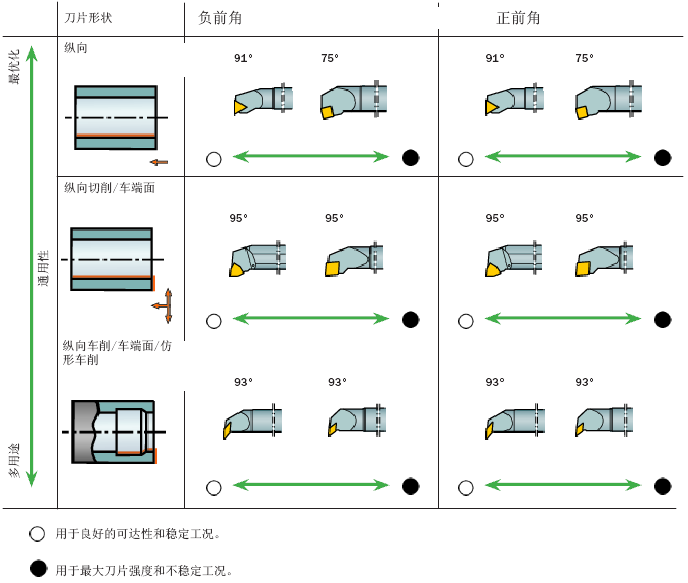 刀片形状
负前角
正前角
最优化
通用性
多用途
纵向
91° 75°
91° 75°
纵向切削/车端面
95° 95°
95° 95°
纵向车削/车端面/仿
形车削
93° 93°
93° 93°
用于良好的可达性和稳定工况。
用于最大刀片强度和不稳定工况。